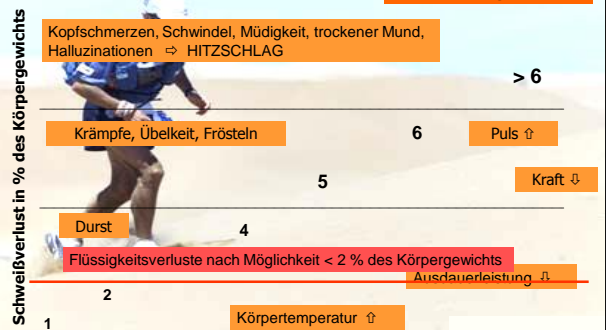 Schweißverlust in % des Körpergewichts
Kopfschmerzen, Schwindel, Müdigkeit, trockener Mund,
Halluzinationen ⇨ HITZSCHLAG
> 6
Krämpfe, Übelkeit, Frösteln
6
Puls ⇧
5
Kraft ⇩
Durst
4
Flüssigkeitsverluste nach Möglichkeit < 2 % des Körpergewichts
Ausdauerleistung ⇩
2
1
Körpertemperatur ⇧